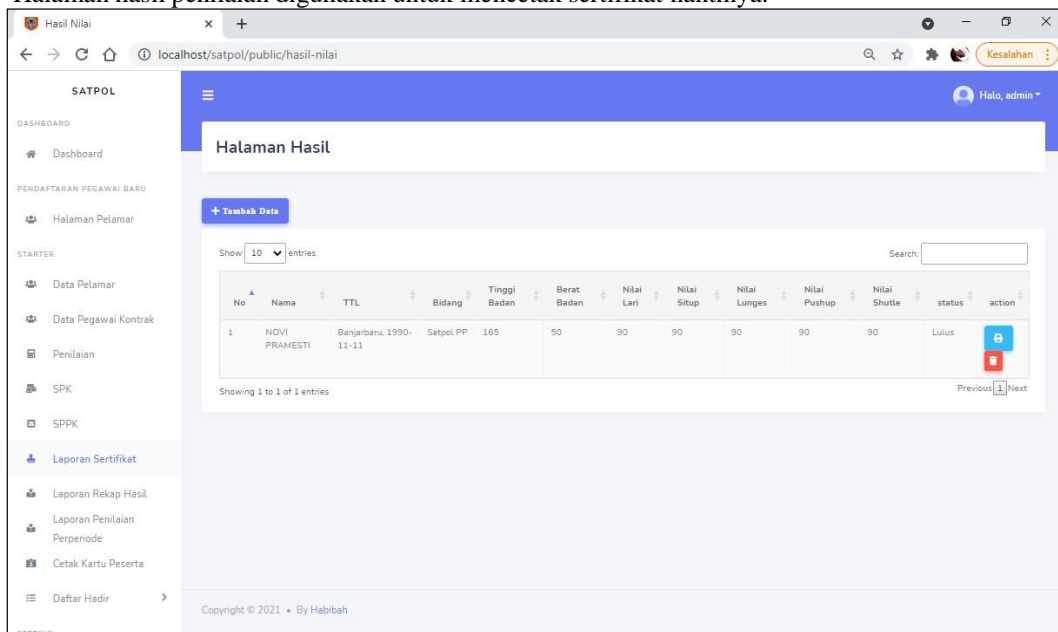 Halaman hasil penilaian digunakan untuk mencetak sertifikat nantinya.
Hasil Nilai
localhost/satpol/public/hasil-nilai
Kesalahan
SATPOL
Halo, admin
DASHBOARD
Dashboard
Halaman Hasil
PENDAFTARAN PEGAWAI BARU
Halaman Pelamar
+ Tambah Data
STARTER
Show 10 entries
Search:
Data Pelamar
Data Pegawai Kontrak
Penilaian
SPK
SPPK
Laporan Sertifikat
Laporan Rekap Hasil
Laporan Penilaian
Perperiode
Cetak Kartu Peserta
Daftar Hadir
No Nama TTL Bidang Tinggi Badan Berat Badan Nilai Lari Nilai Situp Nilai Lunges Nilai Pushup Nilai Shutle status action
1 NOVI PRAMESTI Banjarbaru, 1990-11-11 Satpol PP 165 50 90 90 90 90 90 Lulus
Showing 1 to 1 of 1 entries
Previous 1 Next
Copyright © 2021 • By Habibah